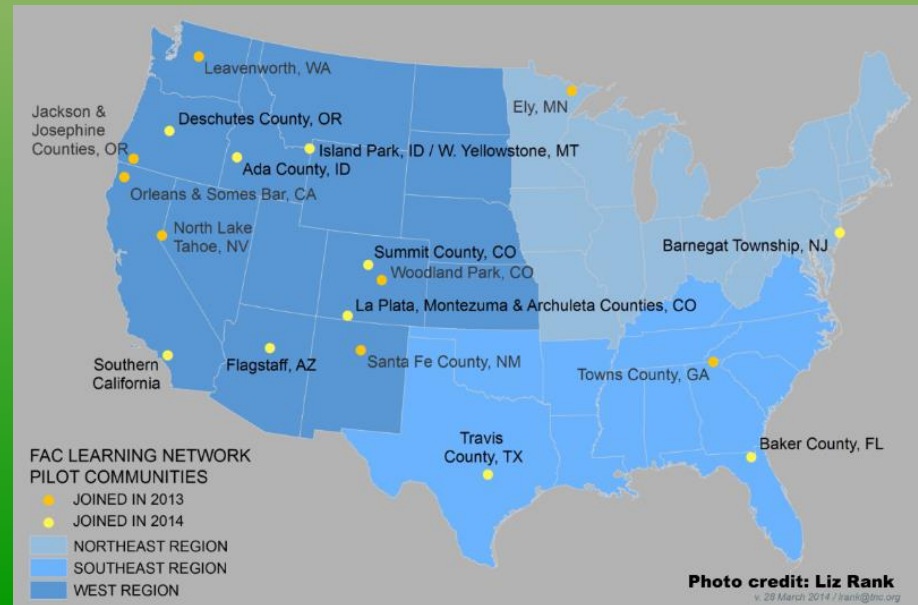 Leavenworth, WA
Ely, MN
Jackson &
Josephine
Counties, OR
Deschutes County, OR
Island Park, ID / W. Yellowstone, MT
Ada County, ID
Orleans & Somes Bar, CA
North Lake
Tahoe, NV
Summit County, CO
Woodland Park, CO
Barnegat Township, NJ
La Plata, Montezuma & Archuleta Counties, CO
Southern
California
Flagstaff, AZ
Santa Fe County, NM
Towns County, GA
Travis
County, TX
Baker County, FL
FAC LEARNING NETWORK
PILOT COMMUNITIES
JOINED IN 2013
JOINED IN 2014
NORTHEAST REGION
SOUTHEAST REGION
WEST REGION
Photo credit: Liz Rank
v. 28 March 2014 / lrank@tnc.org